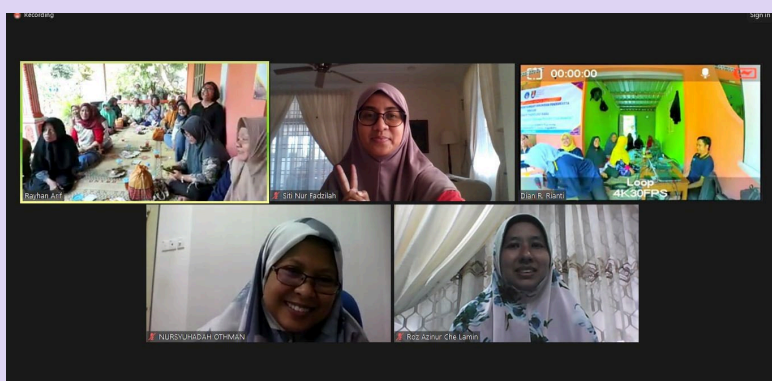 Recording
Sign in
00:00:00
Rayhan Arif
Siti Nur Fadzilah
Loop
4K30FPS
Dian R. Rianti
NURSYUHADAH OTHMAN
Roz Azinur Che Lamin